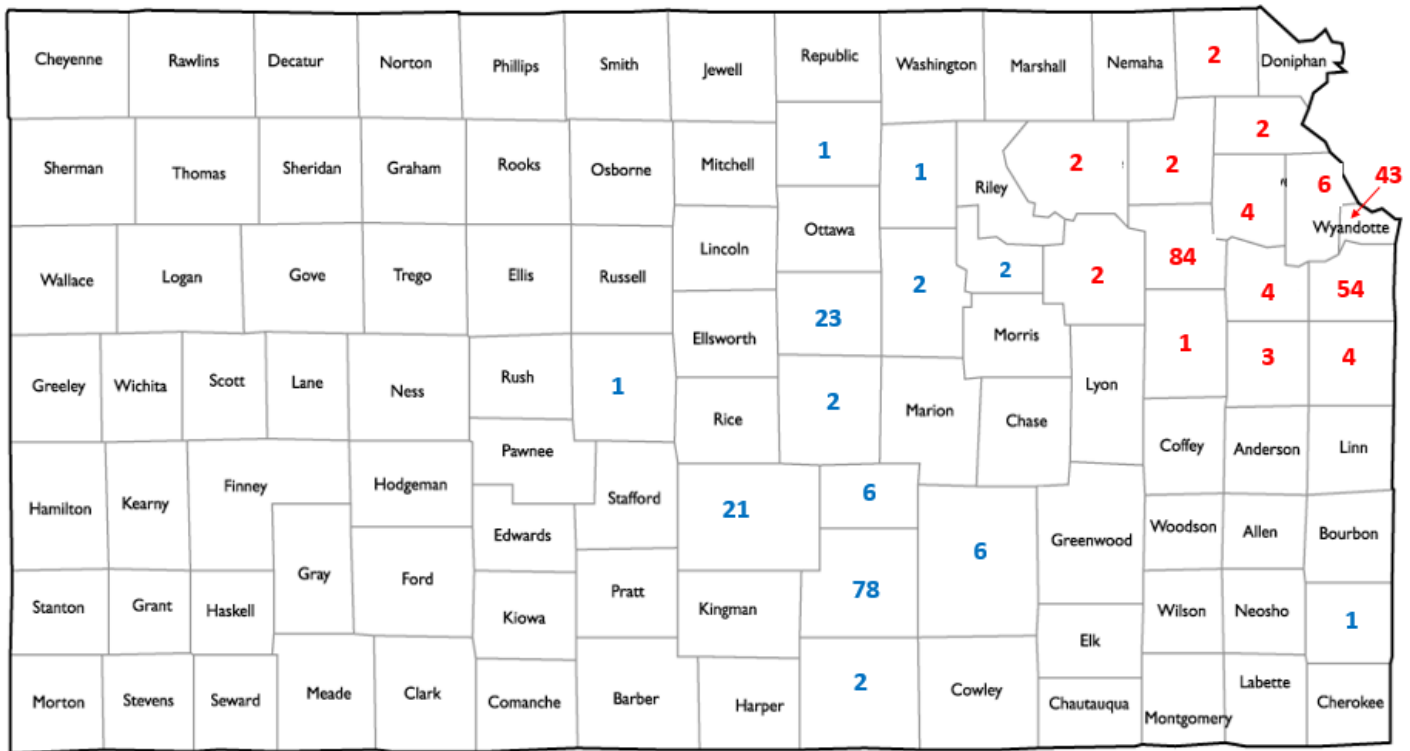 Cheyenne
Rawlins
Decatur
Norton
Phillips
Smith
Jewell
Republic
Washington
Marshall
Nemaha
2
Doniphan
Sherman
Thomas
Sheridan
Graham
Rooks
Osborne
Mitchell
1
1
Riley
2
2
2
4
6
43
Wyandotte
Wallace
Logan
Gove
Trego
Ellis
Russell
Lincoln
Ottawa
2
2
2
84
4
54
Greeley
Wichita
Scott
Lane
Ness
Rush
1
Ellsworth
23
Morris
1
3
4
Rice
2
Marion
Chase
Lyon
Coffey
Anderson
Linn
Hamilton
Kearny
Finney
Hodgeman
Pawnee
Stafford
21
6
6
Greenwood
Woodson
Allen
Bourbon
Edwards
Gray
Ford
Stanton
Grant
Haskell
Kiowa
Pratt
Kingman
78
Elk
Wilson
Neosho
1
Morton
Stevens
Seward
Meade
Clark
Comanche
Barber
Harper
2
Cowley
Chautauqua
Montgomery
Labette
Cherokee